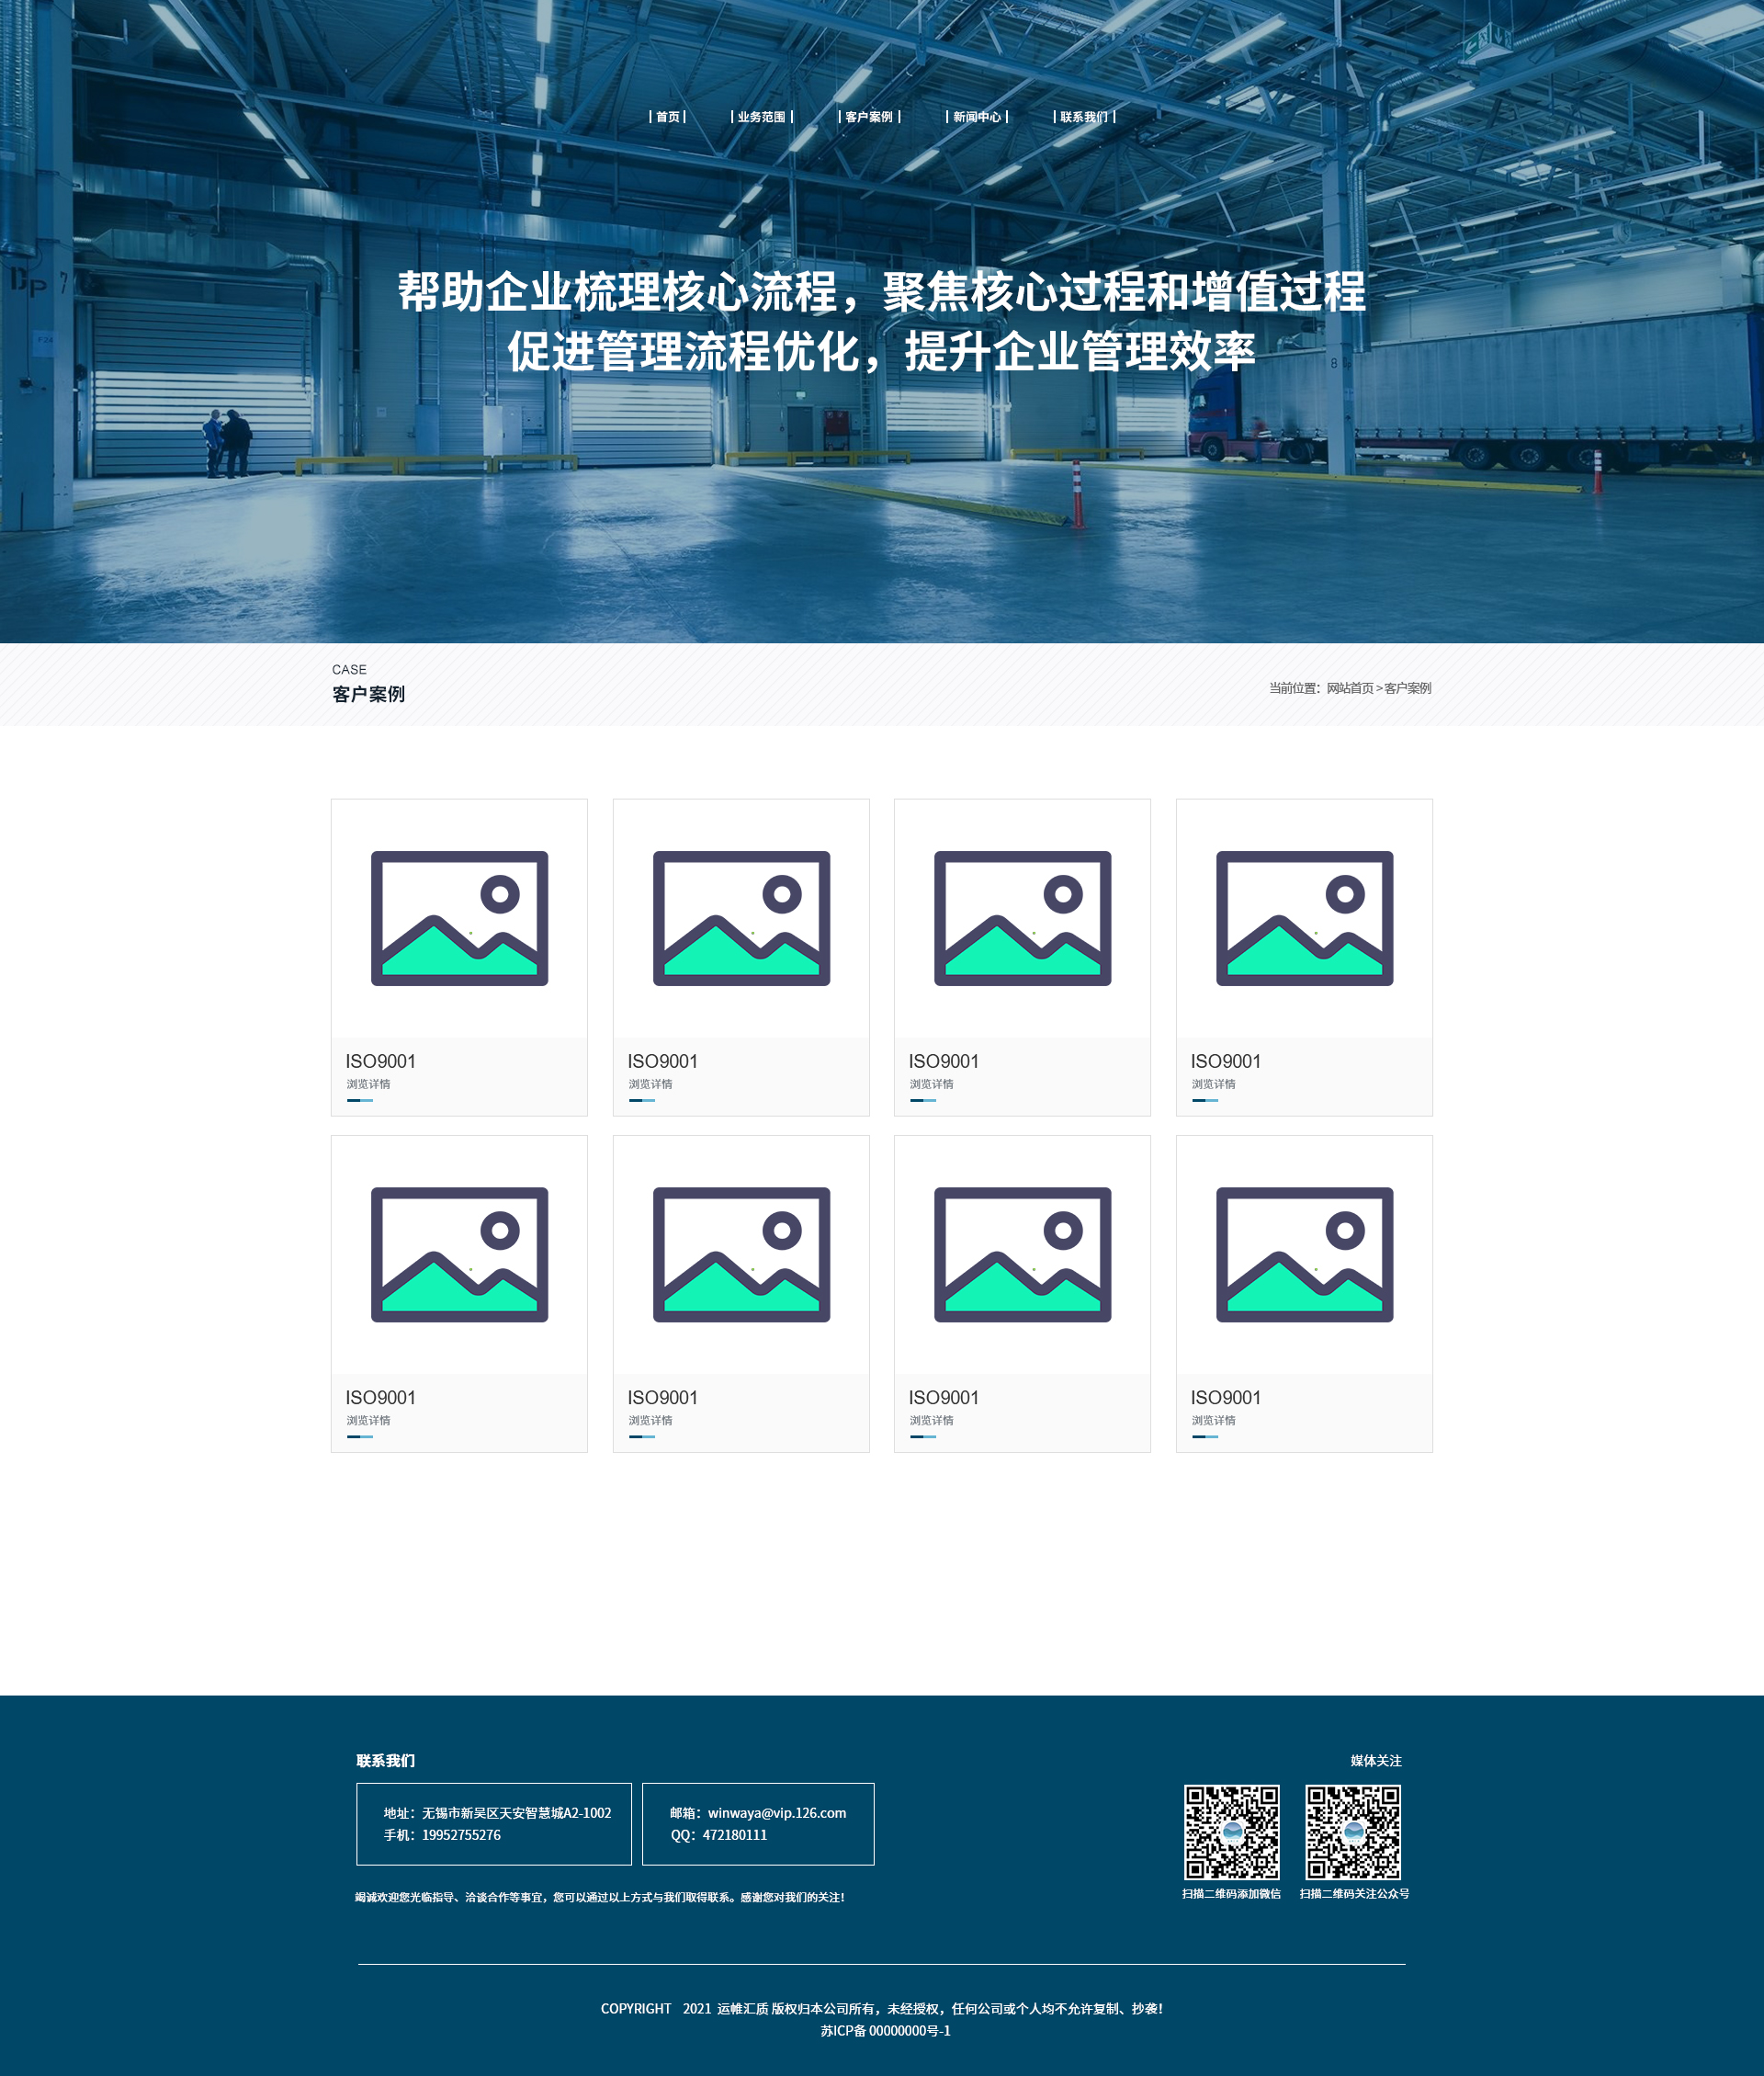 首页
业务范围
客户案例
新闻中心
联系我们
帮助企业梳理核心流程，聚焦核心过程和增值过程
促进管理流程优化，提升企业管理效率
CASE
客户案例
当前位置：网站首页 > 客户案例
ISO9001
浏览详情
ISO9001
浏览详情
ISO9001
浏览详情
ISO9001
浏览详情
ISO9001
浏览详情
ISO9001
浏览详情
ISO9001
浏览详情
ISO9001
浏览详情
联系我们
地址：无锡市新吴区天安智慧城A2-1002
手机：19952755276
邮箱：winwaya@vip.126.com
QQ：472180111
竭诚欢迎您光临指导、洽谈合作等事宜，您可以通过以上方式与我们取得联系。感谢您对我们的关注！
媒体关注
扫描二维码添加微信
扫描二维码关注公众号
COPYRIGHT 2021 运帷汇质 版权归本公司所有，未经授权，任何公司或个人均不允许复制、抄袭！
苏ICP备 00000000号-1